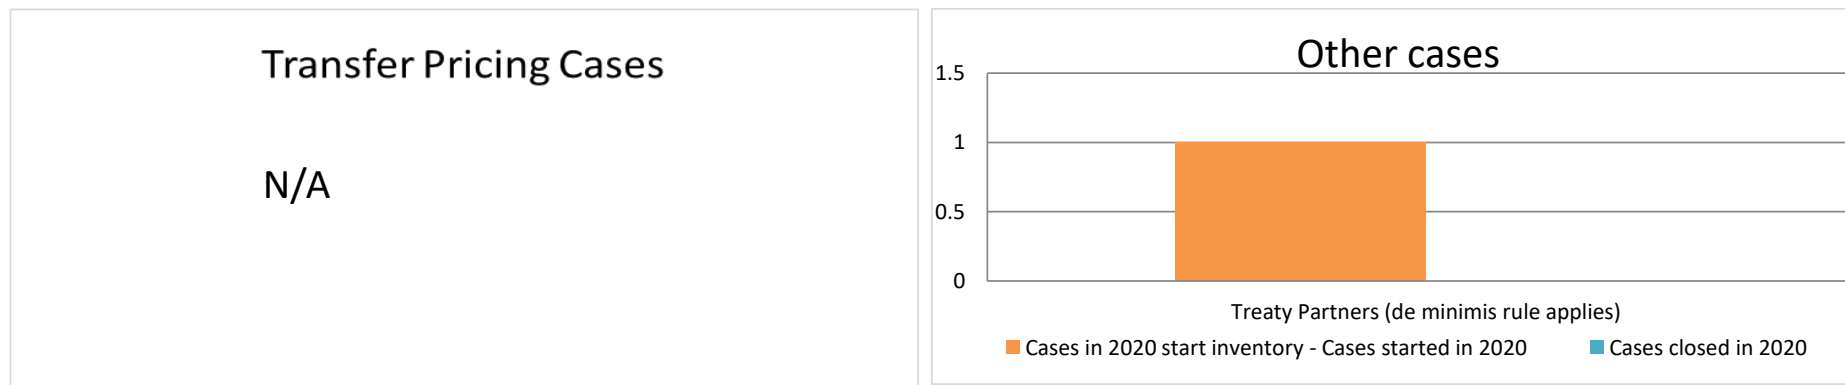 Transfer Pricing Cases
N/A
Other cases
1.5
1
0.5
0
Treaty Partners (de minimis rule applies)
Cases in 2020 start inventory - Cases started in 2020
Cases closed in 2020